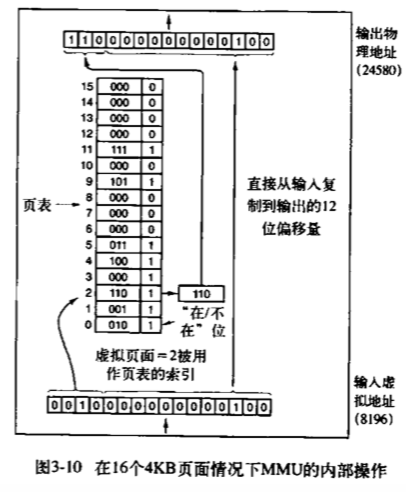 110000000000100
输出物
理地址
(24580)
15 000 0
14 000 0
13 000 0
12 000 0
11 111 1
10 000 0
9 101 1
8 000 0
7 000 0
6 000 0
5 011 1
4 100 1
3 000 1
2 110 1
1 001 1
0 010 1
页表
110
“在/不
在”位
直接从输入复
制到输出的12
位偏移量
虚拟页面=2被用
作页表的索引
0010000000000100
输入虚
拟地址
(8196)
图3-10 在16个4KB页面情况下MMU的内部操作